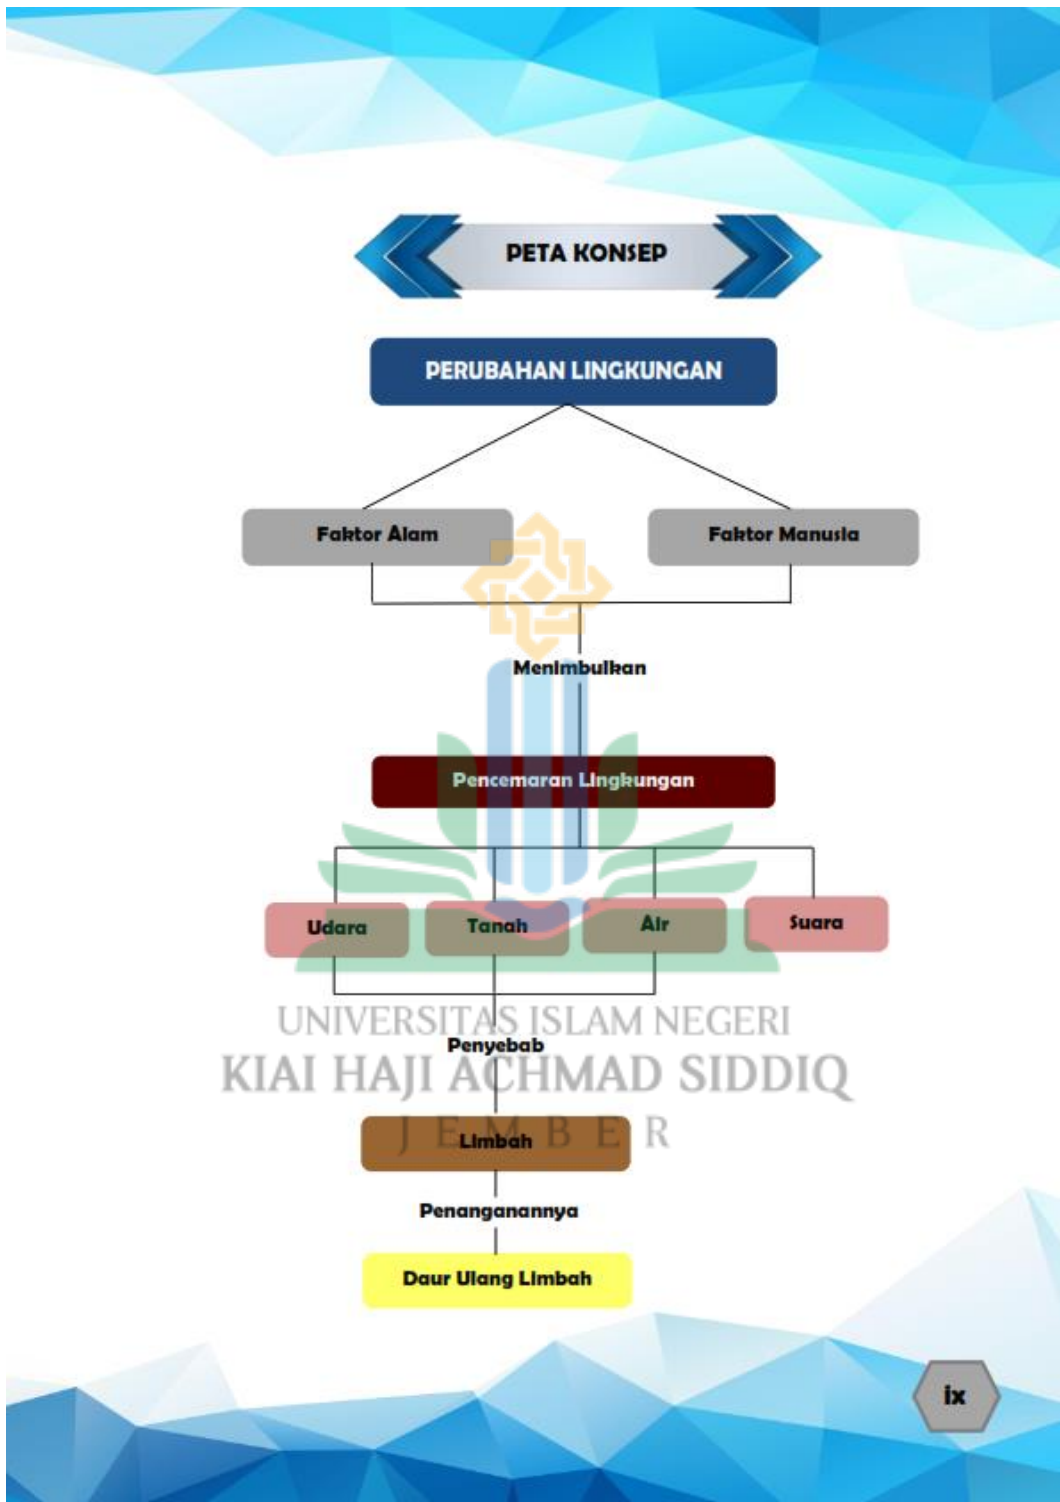 PETA KONSEP
PERUBAHAN LINGKUNGAN
Faktor Alam
Faktor Manusia
Menimbulkan
Pencemaran Lingkungan
Udara
Tanah
Air
Suara
UNIVERSITAS ISLAM NEGERI
Penyebab
KIAI HAJI ACHMAD SIDDIQ
JEMBER
Limbah
Penanganannya
Daur Ulang Limbah
ix